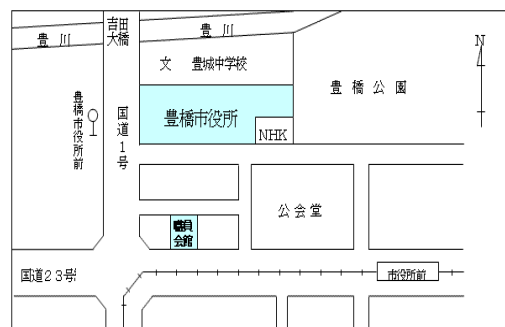 吉田
大橋
豊川
豊川
N
文 豊城中学校
豊橋公園
豊橋市役所
NHK
豊橋市役所前
国道1号
公会堂
職員
会館
国道23号
市役所前